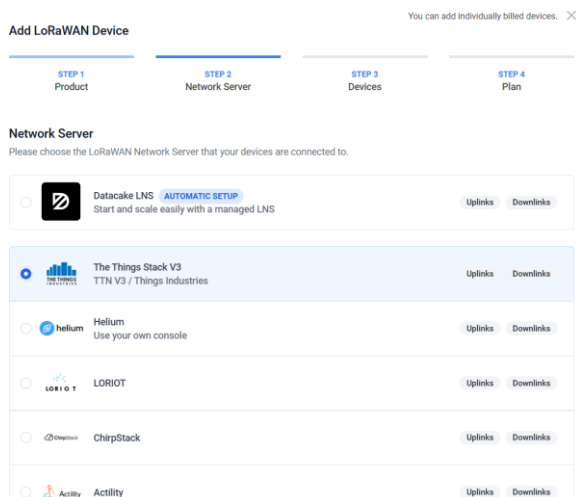 You can add individually billed devices.
Add LoRaWAN Device
STEP 1
Product
STEP 2
Network Server
STEP 3
Devices
STEP 4
Plan
Network Server
Please choose the LoRaWAN Network Server that your devices are connected to.
Datacake LNS AUTOMATIC SETUP
Start and scale easily with a managed LNS
Uplinks Downlinks
THE THINGS
INDUSTRIES
The Things Stack V3
TTN V3 / Things Industries
Uplinks Downlinks
helium
Helium
Use your own console
Uplinks Downlinks
LORIOT
LORIOT
Uplinks Downlinks
ChirpStack
ChirpStack
Uplinks Downlinks
Actility
Actility
Uplinks Downlinks